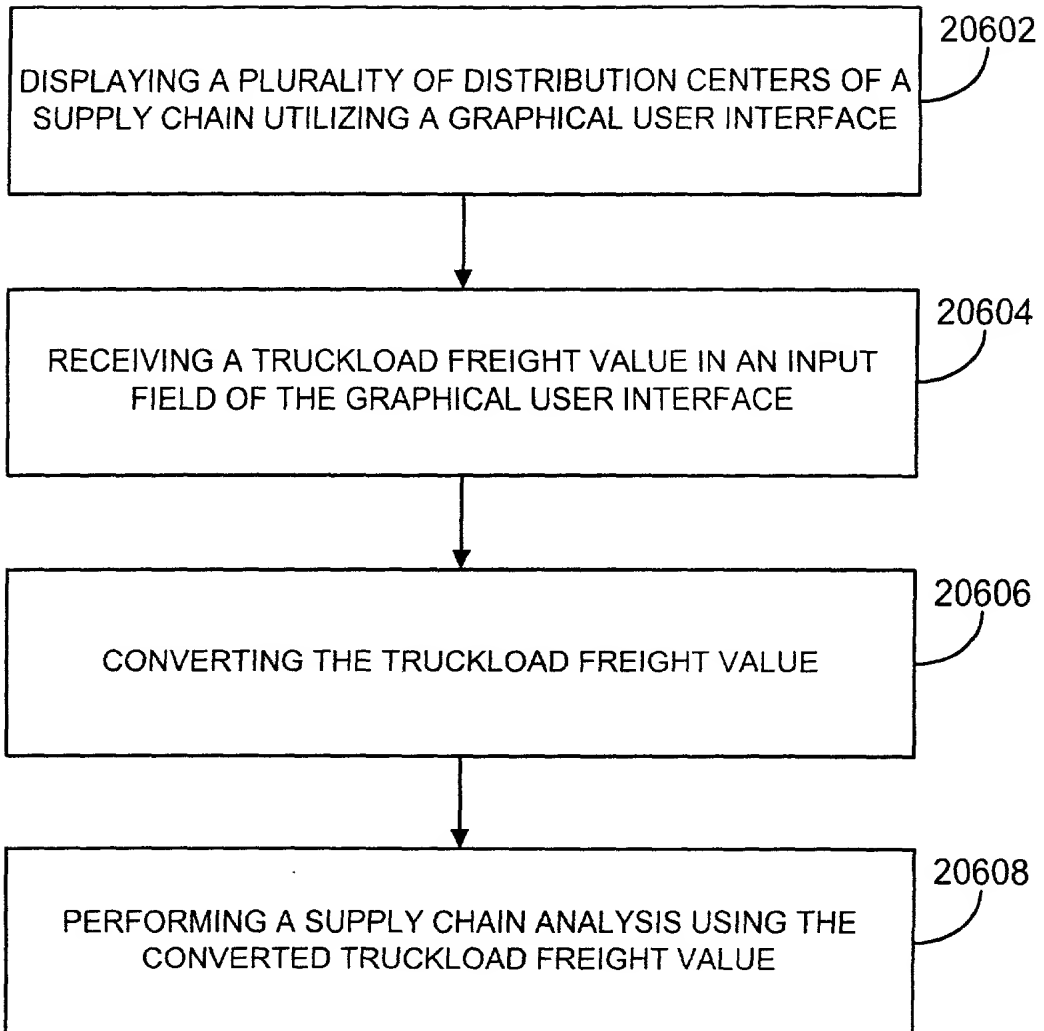 20602
DISPLAYING A PLURALITY OF DISTRIBUTION CENTERS OF A
SUPPLY CHAIN UTILIZING A GRAPHICAL USER INTERFACE
20604
RECEIVING A TRUCKLOAD FREIGHT VALUE IN AN INPUT
FIELD OF THE GRAPHICAL USER INTERFACE
20606
CONVERTING THE TRUCKLOAD FREIGHT VALUE
20608
PERFORMING A SUPPLY CHAIN ANALYSIS USING THE
CONVERTED TRUCKLOAD FREIGHT VALUE